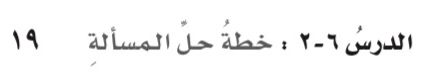 الدرسُ ٦-٢ : خطةُ حلِّ المسألةِ ١٩